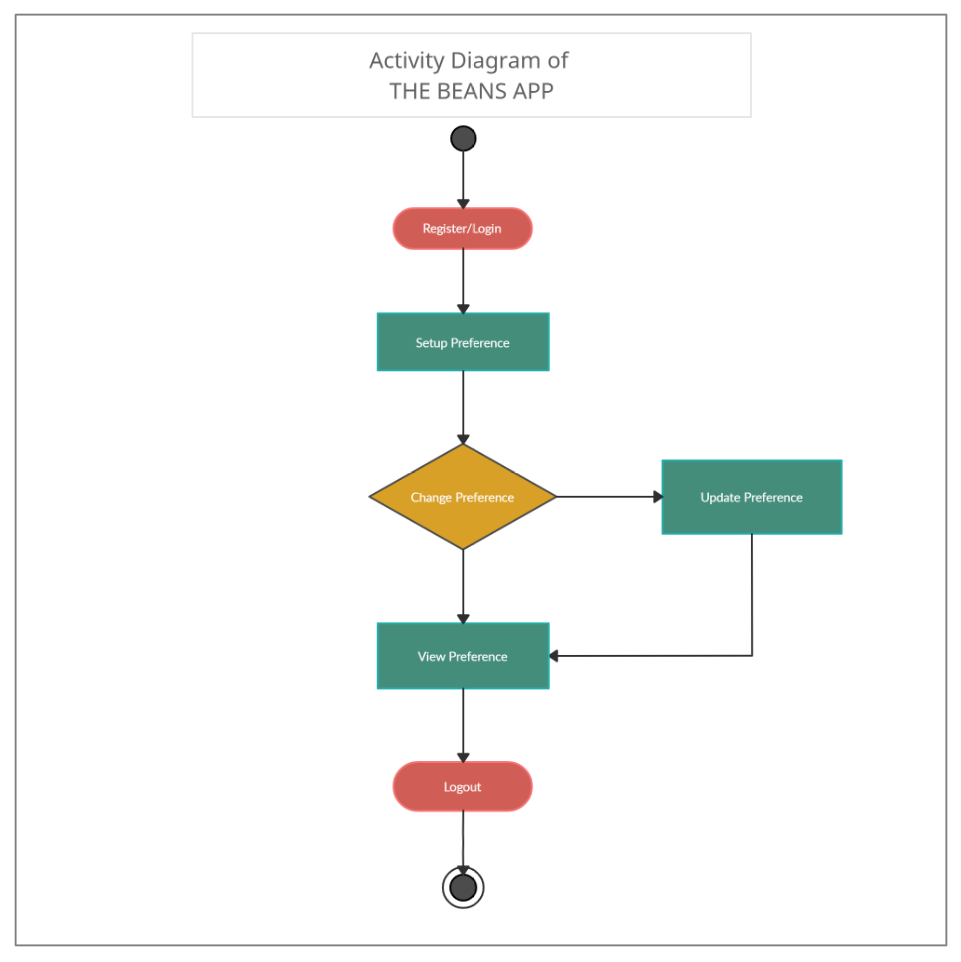 Activity Diagram of
THE BEANS APP
Register/Login
Setup Preference
Change Preference
Update Preference
View Preference
Logout